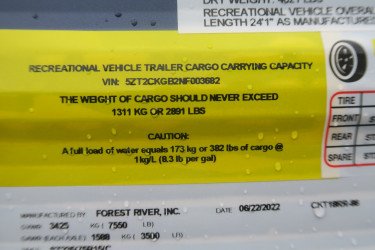 DRY WEIGHT: 4621 LBS
RECREATIONAL VEHICLE OVERAL
LENGTH 24'1" AS MANUFACTUR
RECREATIONAL VEHICLE TRAILER CARGO CARRYING CAPACITY
VIN: 5ZT2CKGB2NF003682
THE WEIGHT OF CARGO SHOULD NEVER EXCEED
1311 KG OR 2891 LBS
CAUTION:
A full load of water equals 173 kg or 382 lbs of cargo @
1kg/L (8.3 lb per gal)
TIRE
FRONT
REAR
SPARE
MANUFACTURED BY FOREST RIVER, INC. DATE 06/22/2022
GVWR 3425 KG ( 7550 LB)
GAWR (EACH AXLE) 1588 KG ( 3500 LB)